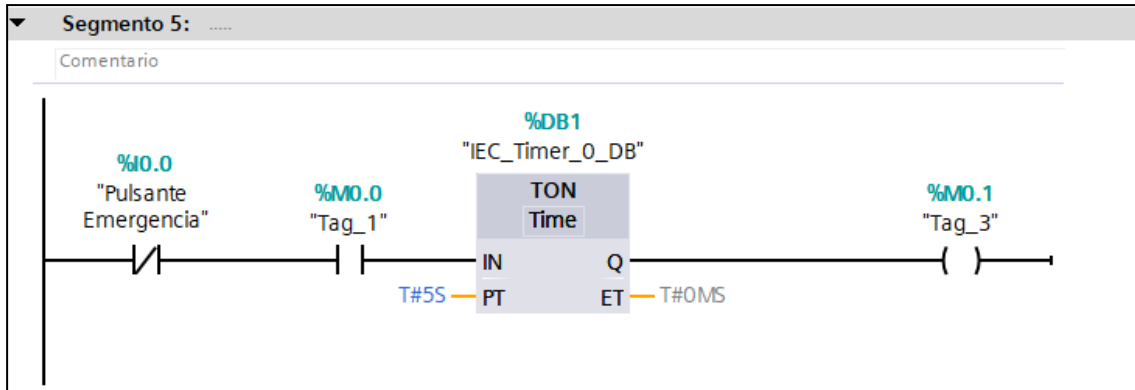 Segmento 5: .....
Comentario
%DB1
"IEC_Timer_0_DB"
%I0.0
"Pulsante
Emergencia"
%M0.0
"Tag_1"
TON
Time
%M0.1
"Tag_3"
IN
Q
T#5S
PT
ET
T#0MS